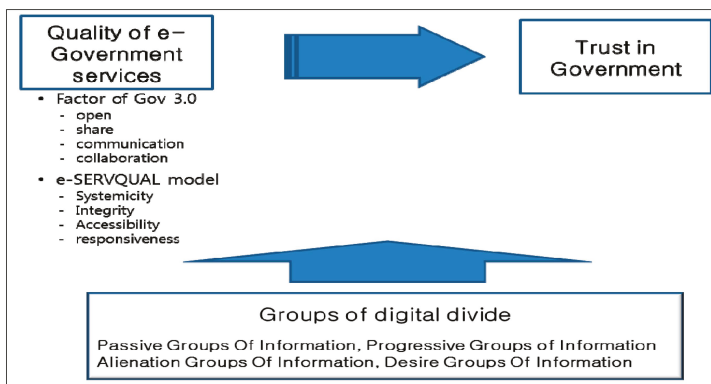 Quality of e-
Government
services
Trust in
Government
• Factor of Gov 3.0
- open
- share
- communication
- collaboration
• e-SERVQUAL model
- Systemicity
- Integrity
- Accessibility
- responsiveness
Groups of digital divide
Passive Groups Of Information, Progressive Groups of Information
Alienation Groups Of Information, Desire Groups Of Information